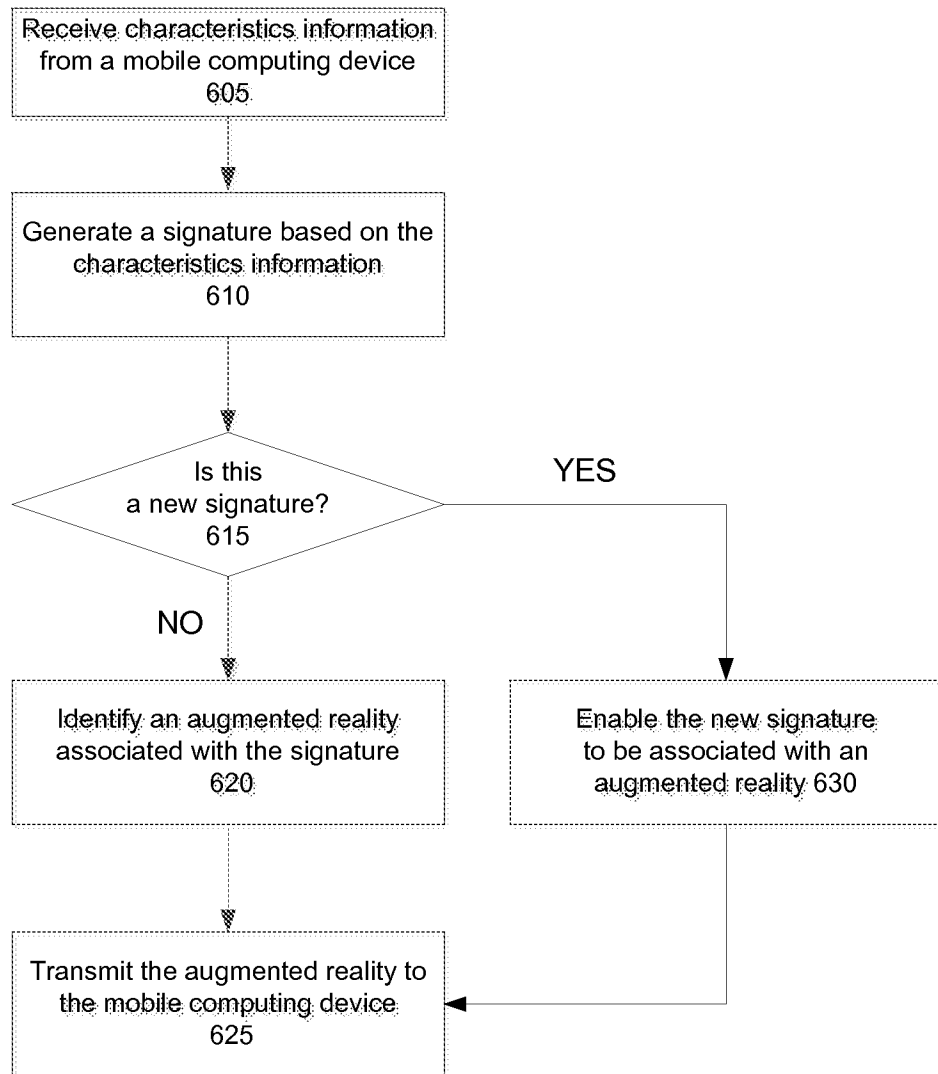 Receive characteristics information
from a mobile computing device
605
Generate a signature based on the
characteristics information
610
Is this
a new signature?
615
YES
NO
Identify an augmented reality
associated with the signature
620
Enable the new signature
to be associated with an
augmented reality 630
Transmit the augmented reality to
the mobile computing device
625